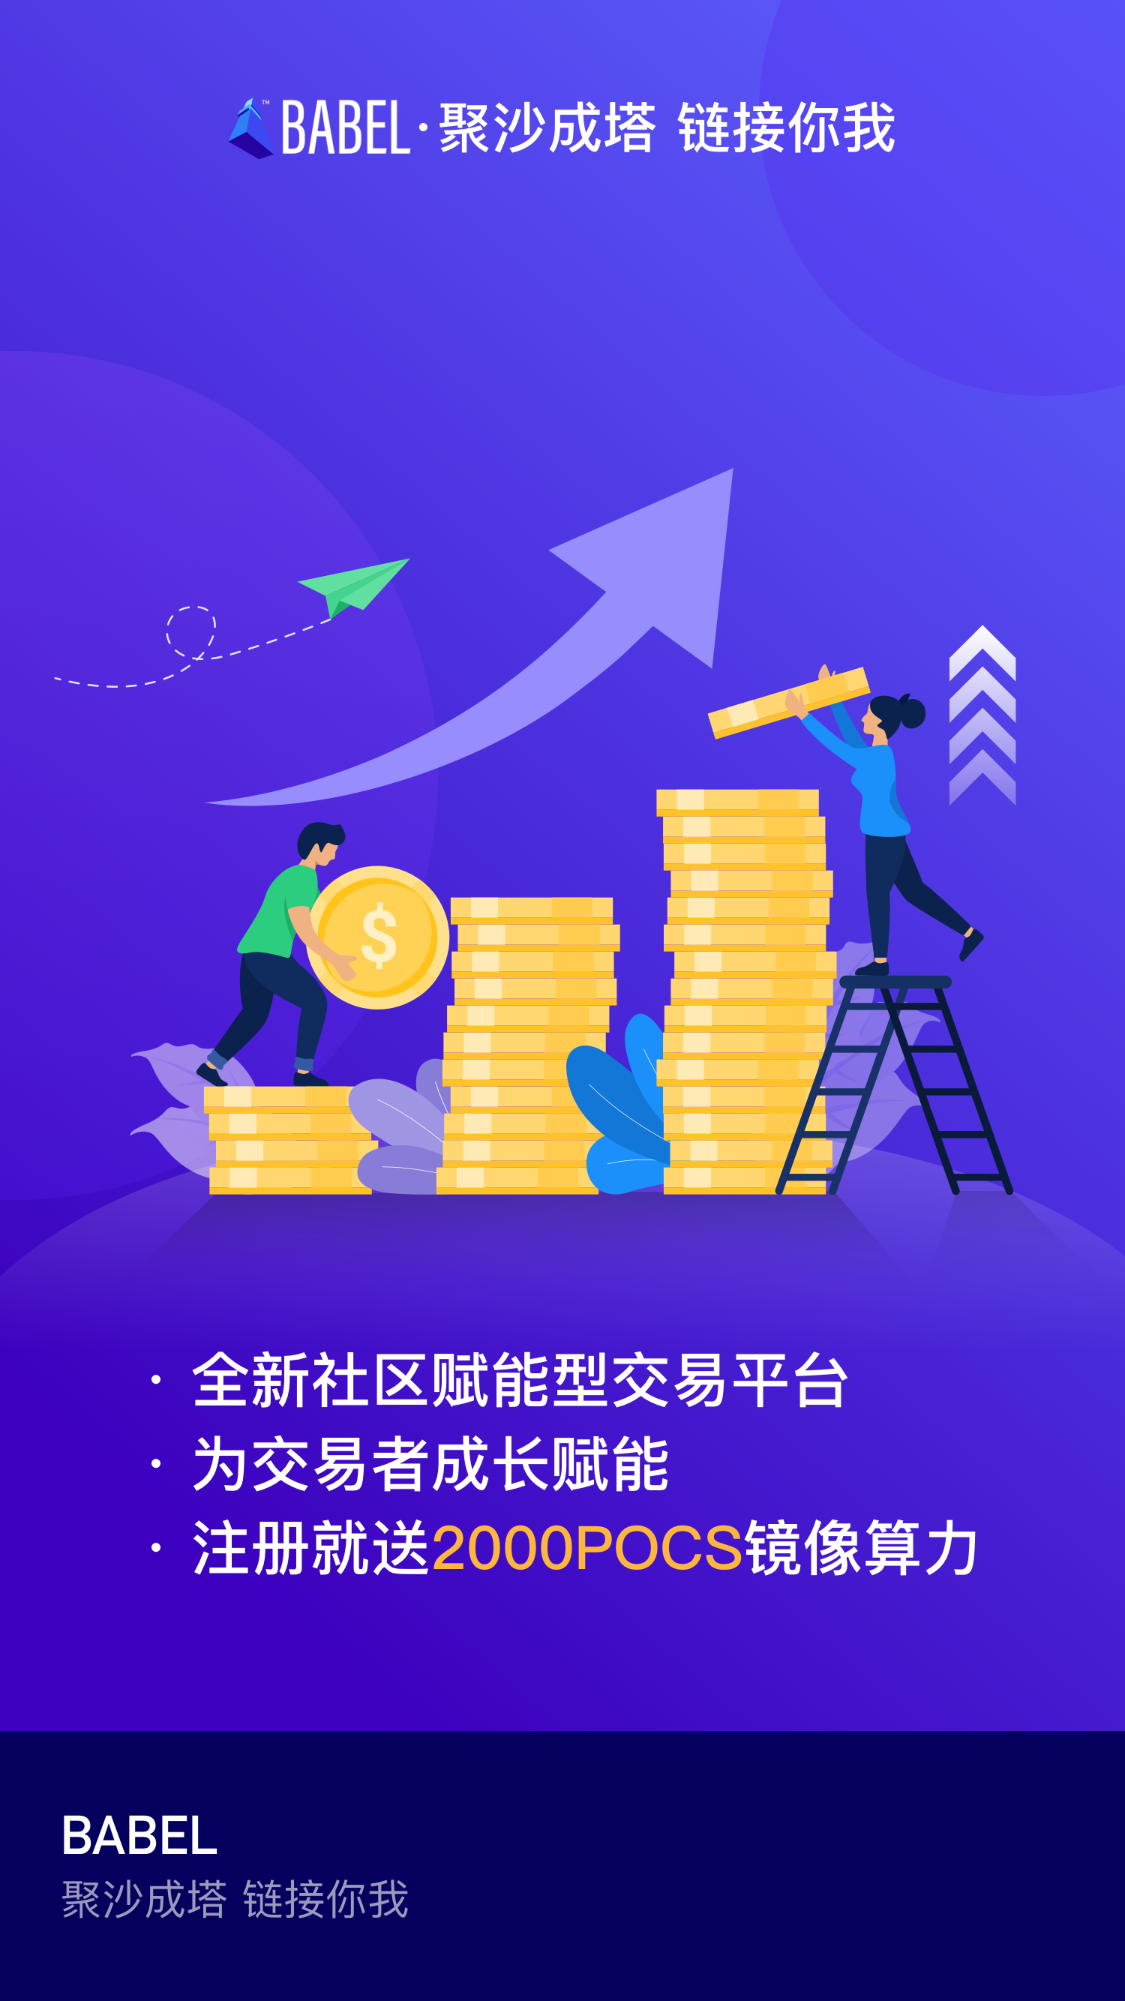 BABEL·聚沙成塔 链接你我
™
$
· 全新社区赋能型交易平台
· 为交易者成长赋能
· 注册就送2000POCS镜像算力
BABEL
聚沙成塔 链接你我